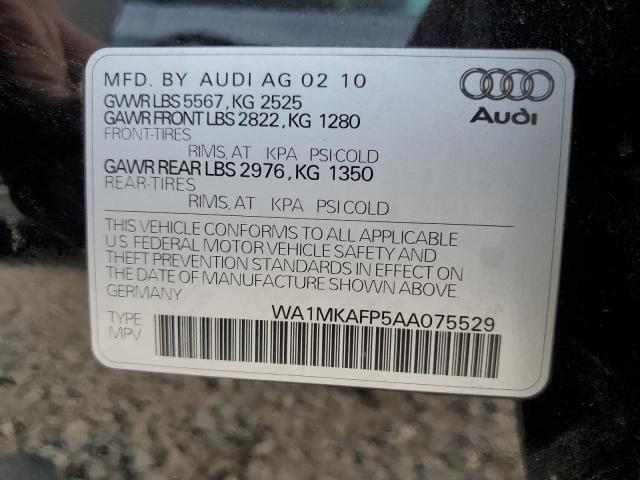 MFD. BY AUDI AG 02 10
GVWR LBS 5567, KG 2525
GAWR FRONT LBS 2822, KG 1280
FRONT-TIRES
RIMS, AT KPA PSI COLD
GAWR REAR LBS 2976, KG 1350
REAR-TIRES
RIMS, AT KPA PSI COLD
THIS VEHICLE CONFORMS TO ALL APPLICABLE
U.S. FEDERAL MOTOR VEHICLE SAFETY AND
THEFT PREVENTION STANDARDS IN EFFECT ON
THE DATE OF MANUFACTURE SHOWN ABOVE.
GERMANY
WA1MKAFP5AA075529
TYPE
MPV
Audi